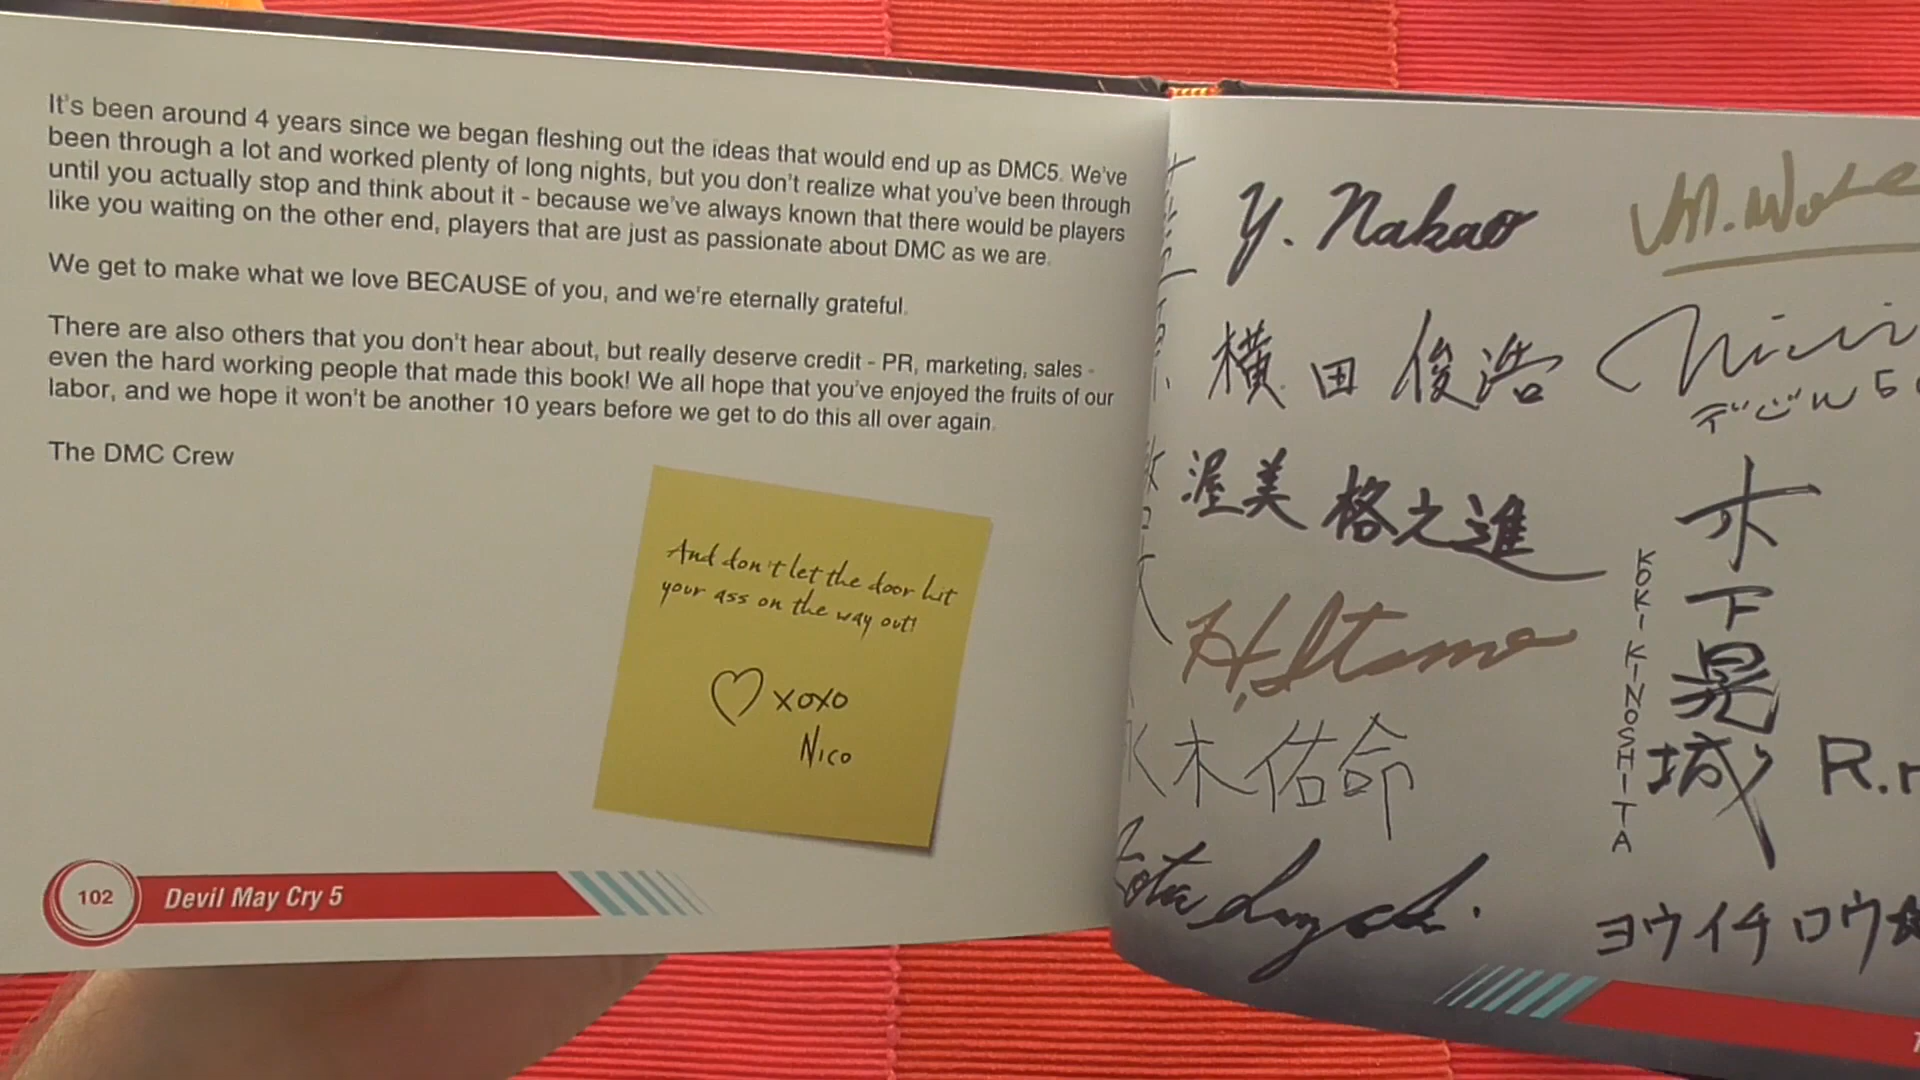 It's been around 4 years since we began fleshing out the ideas that would end up as DMC5. We've
been through a lot and worked plenty of long nights, but you don't realize what you've been through
until you actually stop and think about it - because we've always known that there would be players
like you waiting on the other end, players that are just as passionate about DMC as we are.
We get to make what we love BECAUSE of you, and we're eternally grateful.
There are also others that you don't hear about, but really deserve credit - PR, marketing, sales -
even the hard working people that made this book! We all hope that you've enjoyed the fruits of our
labor, and we hope it won't be another 10 years before we get to do this all over again.
The DMC Crew
And don't let the door hit
your ass on the way out!
xoxo
Nico
102
Devil May Cry 5
Y. Nakao
横田 俊浩
渥美 格之進
木下晃城
KOKI KINOSHITA
木佑命
ヨウイチロウ